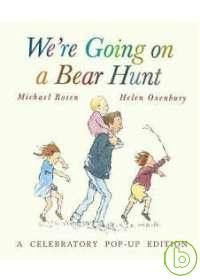 We're Going on
a Bear Hunt
Michael Rosen Helen Oxenbury
A CELEBRATORY POP-UP EDITION
b